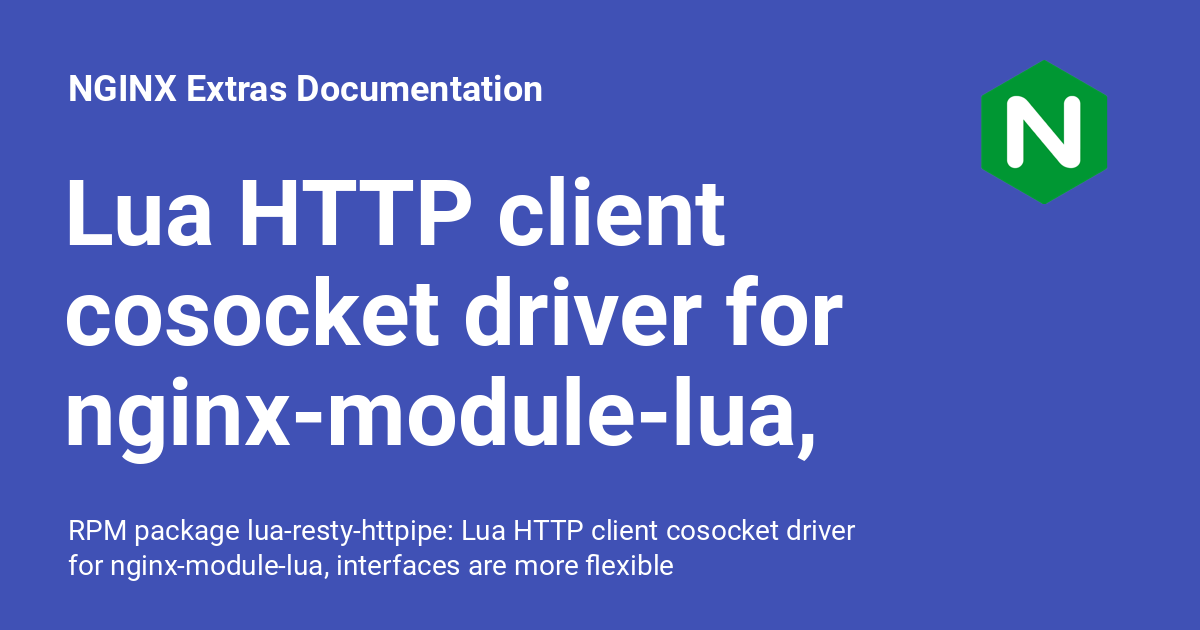 NGINX Extras Documentation
Lua HTTP client
cosocket driver for
nginx-module-lua,
RPM package lua-resty-httpipe: Lua HTTP client cosocket driver
for nginx-module-lua, interfaces are more flexible
N